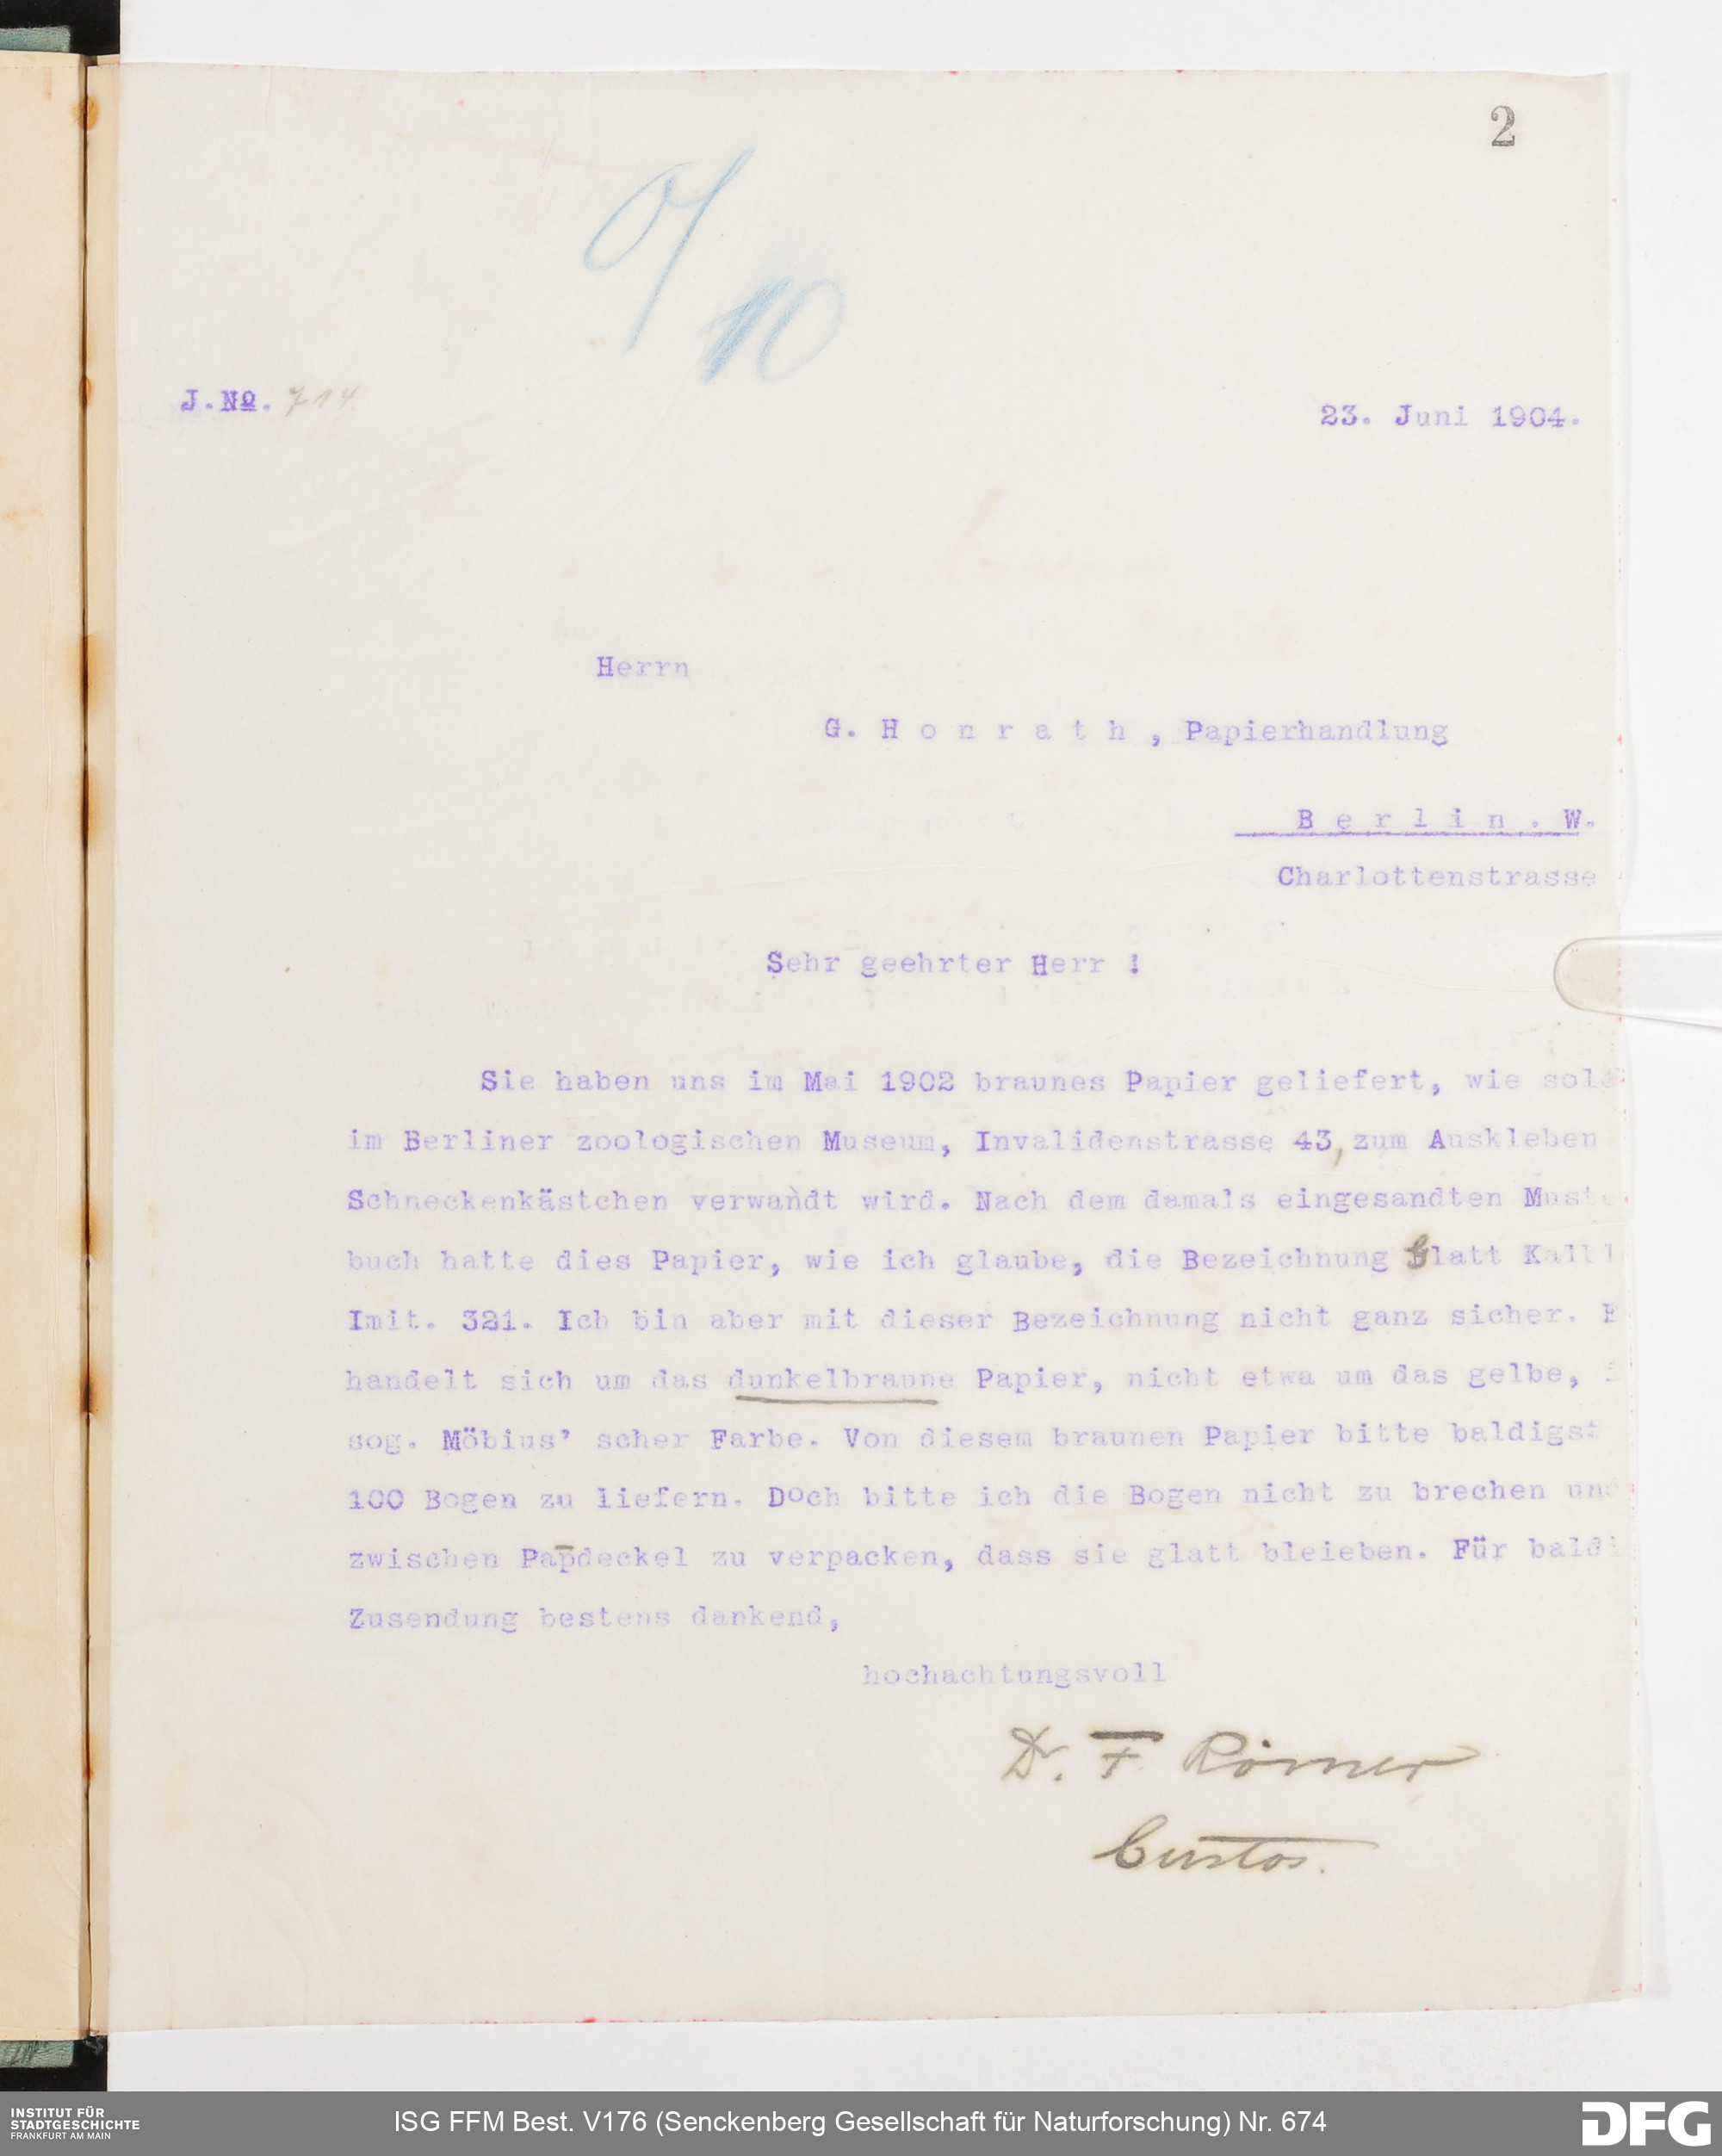 2
10
J.No. 714
23. Juni 1904.
Herrn
G. Honrath, Papierhandlung
Berlin. W.
Charlottenstrasse
Sehr geehrter Herr !
Sie haben uns im Mai 1902 braunes Papier geliefert, wie
im Berliner zoologischen Museum, Invalidenstrasse 43, zum Auskleben
Schneckenkästchen verwandt wird. Nach dem damals eingesandten Muste
buch hatte dies Papier, wie ich glaube, die Bezeichnung Glatt
Imit. 321. Ich bin aber mit dieser Bezeichnung nicht ganz sicher.
handelt sich um das dunkelbraune Papier, nicht etwa um das gelbe,
sog. Möbius' scher Farbe. Von diesem braunen Papier bitte baldigst
100 Bogen zu liefern. Doch bitte ich die Bogen nicht zu brechen und
zwischen Papdeckel zu verpacken, dass sie glatt bleieben. Für baldi
Zusendung bestens dankend,
hochachtungsvoll
Dr. F. Römer
Custos.
INSTITUT FÜR
STADTGESCHICHTE
FRANKFURT AM MAIN
ISG FFM Best. V176 (Senckenberg Gesellschaft für Naturforschung) Nr. 674
DFG